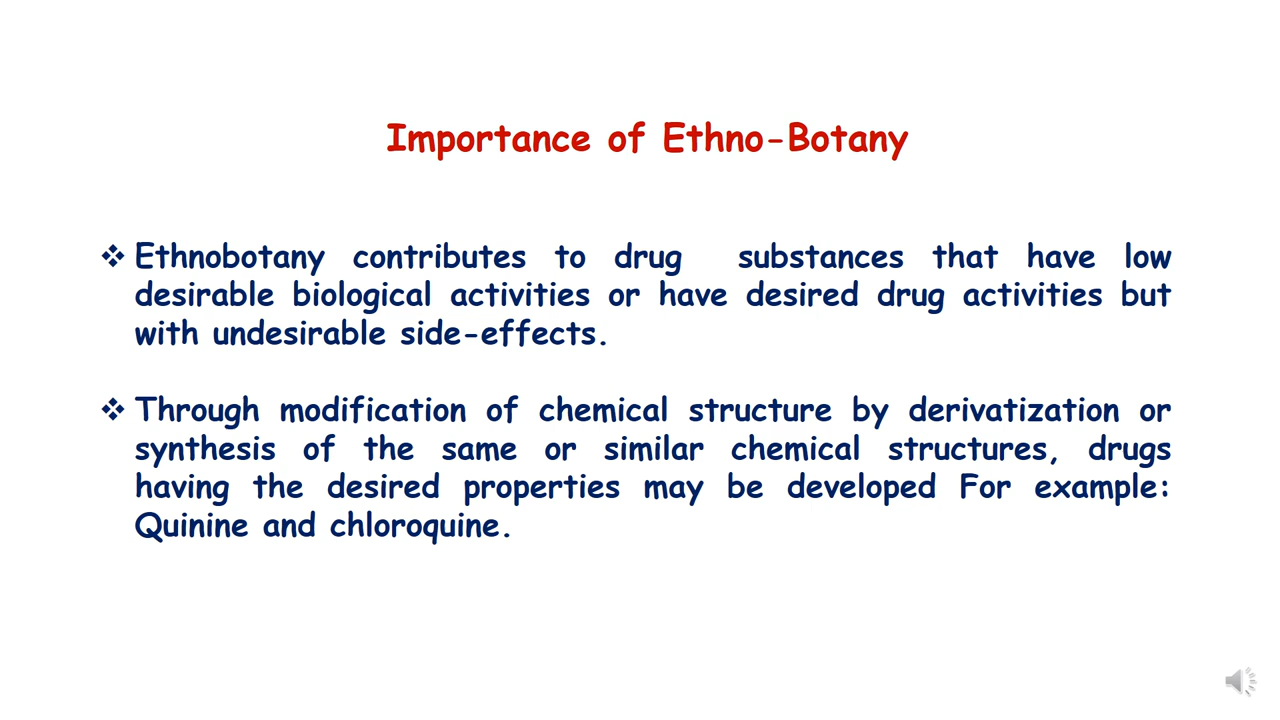 Importance of Ethno-Botany
❖ Ethnobotany contributes to drug substances that have low
desirable biological activities or have desired drug activities but
with undesirable side-effects.
❖ Through modification of chemical structure by derivatization or
synthesis of the same or similar chemical structures, drugs
having the desired properties may be developed For example:
Quinine and chloroquine.